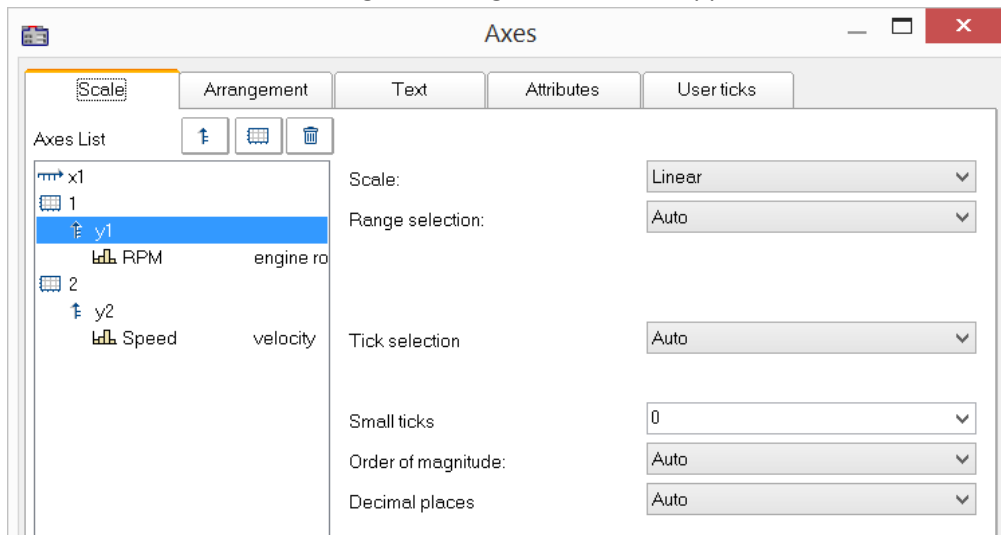 Axes
Scale Arrangement Text Attributes User ticks
Axes List
x1
Scale: Linear
1
Range selection: Auto
y1
RPM engine ro
2
y2
Speed velocity
Tick selection Auto
Small ticks 0
Order of magnitude: Auto
Decimal places Auto